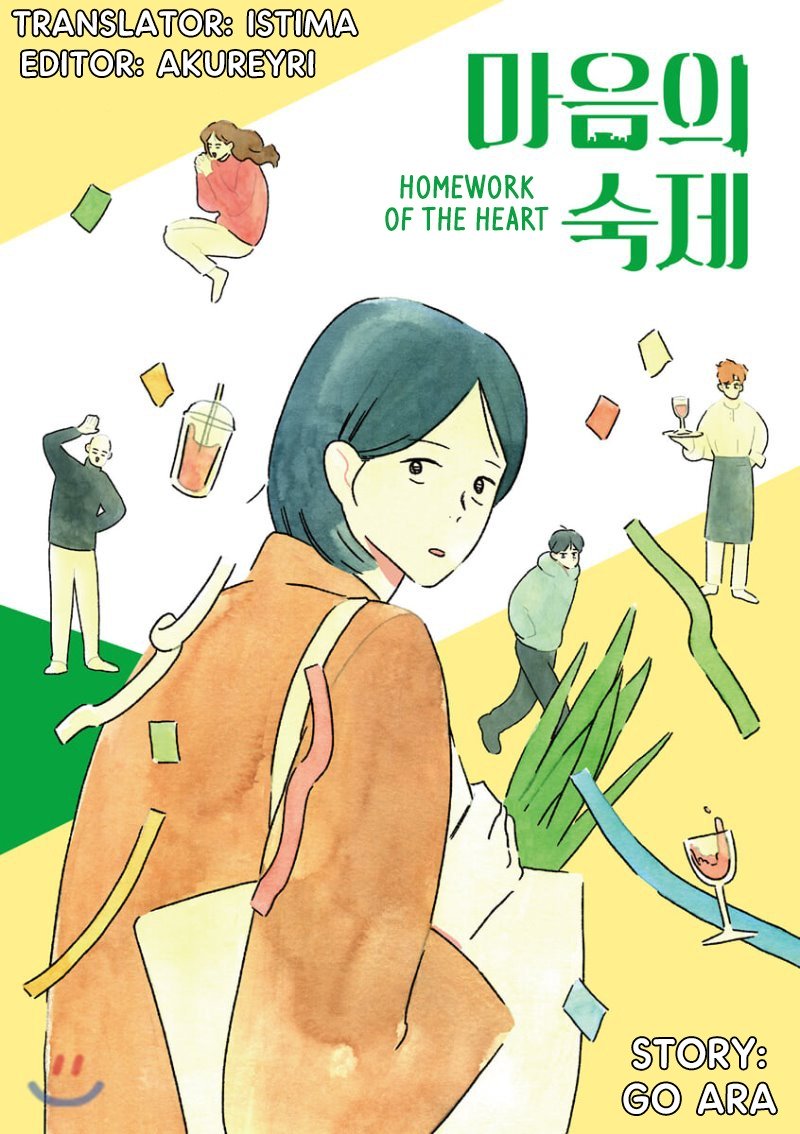 TRANSLATOR: ISTIMA
EDITOR: AKUREYRI
마음의
숙제
HOMEWORK
OF THE HEART
STORY:
GO ARA